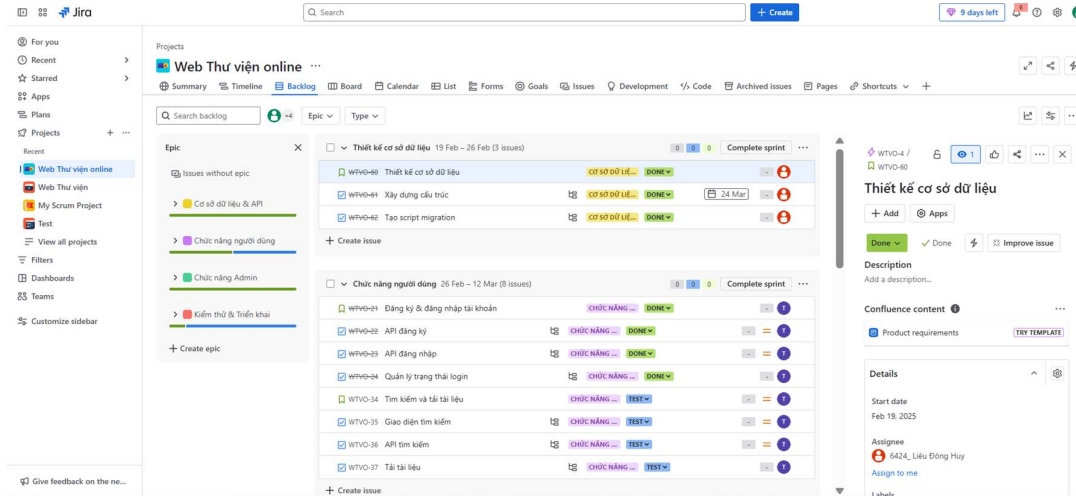 Jira
Search
+ Create
9 days left
For you
Recent
Starred
Apps
Plans
Projects
Recent
Web Thư viện online
Web Thư viện
My Scrum Project
Test
View all projects
Filters
Dashboards
Teams
Customize sidebar
Give feedback on the ne...
Projects
Web Thư viện online ...
Summary Timeline Backlog Board Calendar List Forms Goals Issues Development Code Archived issues Pages Shortcuts
Search backlog +4 Epic Type
Epic
Issues without epic
Cơ sở dữ liệu & API
Chức năng người dùng
Chức năng Admin
Kiểm thử & Triển khai
+ Create epic
Thiết kế cơ sở dữ liệu 19 Feb – 26 Feb (3 issues) 0 0 0 Complete sprint
WTVO-60 Thiết kế cơ sở dữ liệu CƠ SỞ DỮ LIỆ... DONE -
WTVO-61 Xây dựng cấu trúc CƠ SỞ DỮ LIỆ... DONE 24 Mar -
WTVO-62 Tạo script migration CƠ SỞ DỮ LIỆ... DONE -
+ Create issue
Chức năng người dùng 26 Feb – 12 Mar (8 issues) 0 0 0 Complete sprint
WTVO-21 Đăng ký & đăng nhập tài khoản CHỨC NĂNG ... DONE - T
WTVO-22 API đăng ký CHỨC NĂNG ... DONE - T
WTVO-23 API đăng nhập CHỨC NĂNG ... DONE - T
WTVO-24 Quản lý trạng thái login CHỨC NĂNG ... DONE - T
WTVO-34 Tìm kiếm và tải tài liệu CHỨC NĂNG ... TEST - T
WTVO-35 Giao diện tìm kiếm CHỨC NĂNG ... TEST - T
WTVO-36 API tìm kiếm CHỨC NĂNG ... TEST - T
WTVO-37 Tải tài liệu CHỨC NĂNG ... TEST - T
+ Create issue
WTVO-4 /
WTVO-60
1
Thiết kế cơ sở dữ liệu
+ Add Apps
Done Done Improve issue
Description
Add a description...
Confluence content
Product requirements TRY TEMPLATE
Details
Start date
Feb 19, 2025
Assignee
6424_ Liêu Đông Huy
Assign to me
Labels